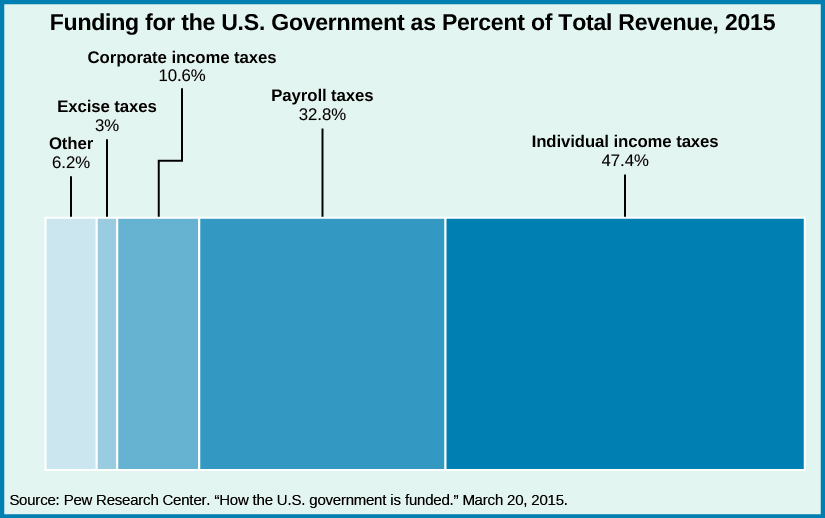 Funding for the U.S. Government as Percent of Total Revenue, 2015
Corporate income taxes
10.6%
Excise taxes
3%
Other
6.2%
Payroll taxes
32.8%
Individual income taxes
47.4%
Source: Pew Research Center. “How the U.S. government is funded.” March 20, 2015.